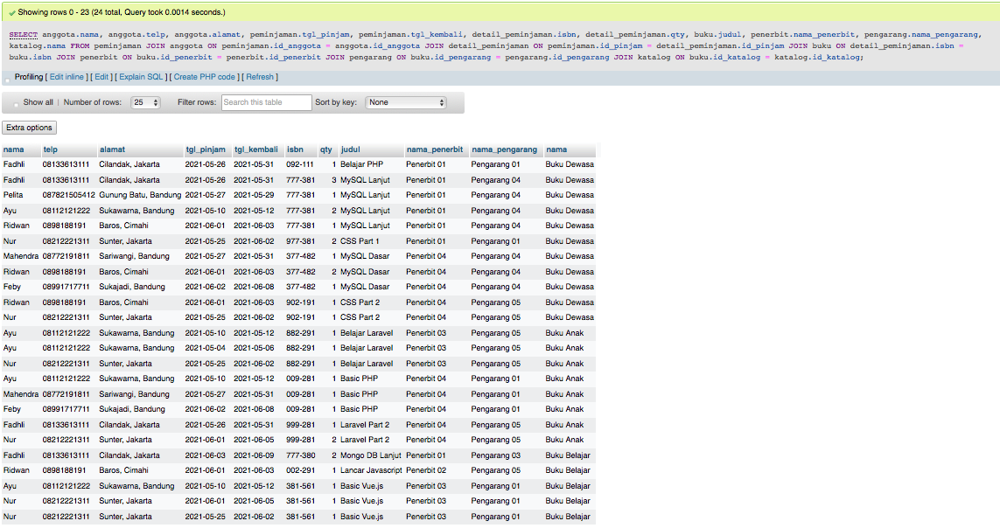 Showing rows 0 - 23 (24 total, Query took 0.0014 seconds.)
SELECT anggota.nama, anggota.telp, anggota.alamat, peminjaman.tgl_pinjam, peminjaman.tgl_kembali, detail_peminjaman.isbn, detail_peminjaman.qty, buku.judul, penerbit.nama_penerbit, pengarang.nama_pengarang,
katalog.nama FROM peminjaman JOIN anggota ON peminjaman.id_anggota = anggota.id_anggota JOIN detail_peminjaman ON peminjaman.id_pinjam = detail_peminjaman.id_pinjam JOIN buku ON detail_peminjaman.isbn =
buku.isbn JOIN penerbit ON buku.id_penerbit = penerbit.id_penerbit JOIN pengarang ON buku.id_pengarang = pengarang.id_pengarang JOIN katalog ON buku.id_katalog = katalog.id_katalog;
Profiling [ Edit inline ] [ Edit ] [ Explain SQL ] [ Create PHP code ] [ Refresh ]
Show all | Number of rows: 25 Filter rows: Search this table Sort by key: None
Extra options
nama telp alamat tgl_pinjam tgl_kembali isbn qty judul nama_penerbit nama_pengarang nama
Fadhli 08133613111 Cilandak, Jakarta 2021-05-26 2021-05-31 092-111 1 Belajar PHP Penerbit 01 Pengarang 01 Buku Dewasa
Fadhli 08133613111 Cilandak, Jakarta 2021-05-26 2021-05-31 777-381 3 MySQL Lanjut Penerbit 01 Pengarang 04 Buku Dewasa
Pelita 087821505412 Gunung Batu, Bandung 2021-05-27 2021-05-29 777-381 1 MySQL Lanjut Penerbit 01 Pengarang 04 Buku Dewasa
Ayu 08112121222 Sukawarna, Bandung 2021-05-10 2021-05-12 777-381 2 MySQL Lanjut Penerbit 01 Pengarang 04 Buku Dewasa
Ridwan 0898188191 Baros, Cimahi 2021-06-01 2021-06-03 777-381 1 MySQL Lanjut Penerbit 01 Pengarang 04 Buku Dewasa
Nur 08212221311 Sunter, Jakarta 2021-05-25 2021-06-02 977-381 2 CSS Part 1 Penerbit 01 Pengarang 01 Buku Dewasa
Mahendra 08772191811 Sariwangi, Bandung 2021-05-27 2021-05-31 377-482 1 MySQL Dasar Penerbit 04 Pengarang 04 Buku Dewasa
Ridwan 0898188191 Baros, Cimahi 2021-06-01 2021-06-03 377-482 2 MySQL Dasar Penerbit 04 Pengarang 04 Buku Dewasa
Feby 08991717711 Sukajadi, Bandung 2021-06-02 2021-06-08 377-482 1 MySQL Dasar Penerbit 04 Pengarang 04 Buku Dewasa
Ridwan 0898188191 Baros, Cimahi 2021-06-01 2021-06-03 902-191 1 CSS Part 2 Penerbit 04 Pengarang 05 Buku Dewasa
Nur 08212221311 Sunter, Jakarta 2021-05-25 2021-06-02 902-191 1 CSS Part 2 Penerbit 04 Pengarang 05 Buku Dewasa
Ayu 08112121222 Sukawarna, Bandung 2021-05-10 2021-05-12 882-291 1 Belajar Laravel Penerbit 03 Pengarang 05 Buku Anak
Ayu 08112121222 Sukawarna, Bandung 2021-05-04 2021-05-06 882-291 1 Belajar Laravel Penerbit 03 Pengarang 05 Buku Anak
Nur 08212221311 Sunter, Jakarta 2021-05-25 2021-06-02 882-291 1 Belajar Laravel Penerbit 03 Pengarang 05 Buku Anak
Ayu 08112121222 Sukawarna, Bandung 2021-05-10 2021-05-12 009-281 1 Basic PHP Penerbit 04 Pengarang 01 Buku Anak
Mahendra 08772191811 Sariwangi, Bandung 2021-05-27 2021-05-31 009-281 1 Basic PHP Penerbit 04 Pengarang 01 Buku Anak
Feby 08991717711 Sukajadi, Bandung 2021-06-02 2021-06-08 009-281 1 Basic PHP Penerbit 04 Pengarang 01 Buku Anak
Fadhli 08133613111 Cilandak, Jakarta 2021-05-26 2021-05-31 999-281 1 Laravel Part 2 Penerbit 04 Pengarang 05 Buku Anak
Nur 08212221311 Sunter, Jakarta 2021-06-01 2021-06-05 999-281 2 Laravel Part 2 Penerbit 04 Pengarang 05 Buku Anak
Fadhli 08133613111 Cilandak, Jakarta 2021-06-03 2021-06-09 777-380 2 Mongo DB Lanjut Penerbit 01 Pengarang 03 Buku Belajar
Ridwan 0898188191 Baros, Cimahi 2021-06-01 2021-06-03 002-291 1 Lancar Javascript Penerbit 02 Pengarang 05 Buku Belajar
Ayu 08112121222 Sukawarna, Bandung 2021-05-10 2021-05-12 381-561 1 Basic Vue.js Penerbit 03 Pengarang 01 Buku Belajar
Nur 08212221311 Sunter, Jakarta 2021-06-01 2021-06-05 381-561 1 Basic Vue.js Penerbit 03 Pengarang 01 Buku Belajar
Nur 08212221311 Sunter, Jakarta 2021-05-25 2021-06-02 381-561 1 Basic Vue.js Penerbit 03 Pengarang 01 Buku Belajar